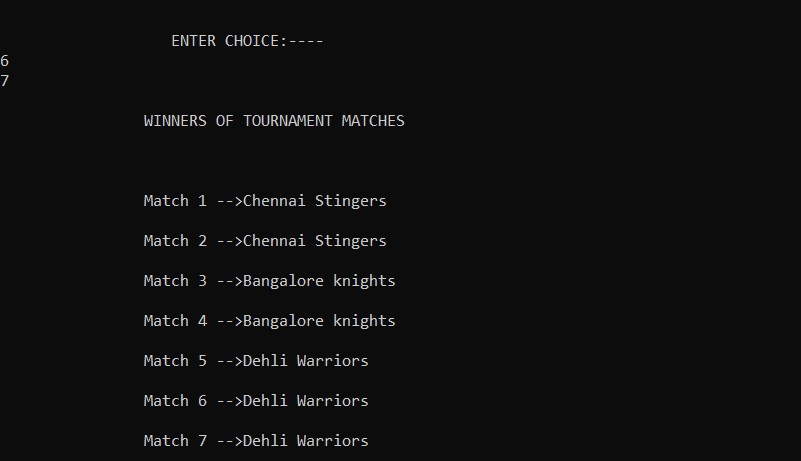 ENTER CHOICE:----
6
7
WINNERS OF TOURNAMENT MATCHES
Match 1 -->Chennai Stingers
Match 2 -->Chennai Stingers
Match 3 -->Bangalore knights
Match 4 -->Bangalore knights
Match 5 -->Dehli Warriors
Match 6 -->Dehli Warriors
Match 7 -->Dehli Warriors